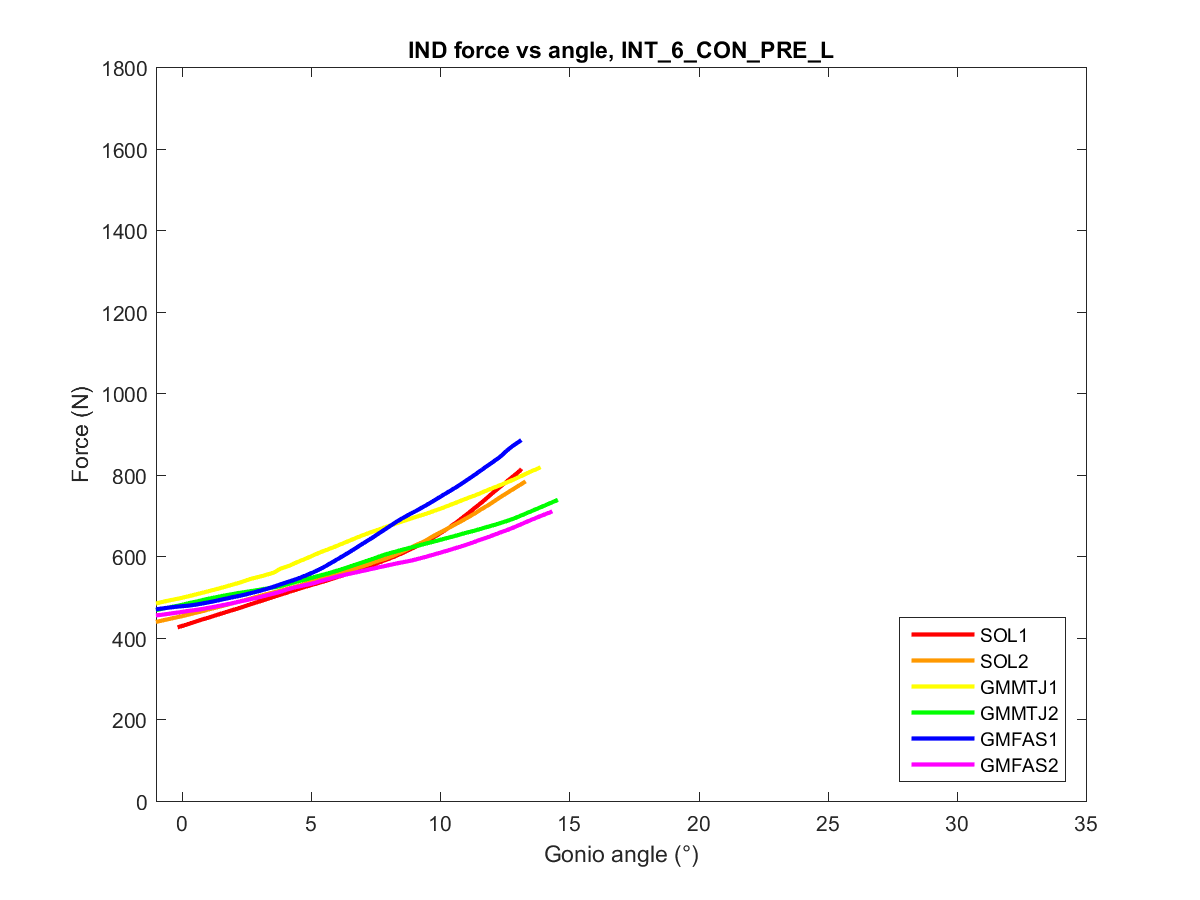 IND force vs angle, INT_6_CON_PRE_L
1800
1600
1400
1200
1000
800
600
400
200
0
Force (N)
0 5 10 15 20 25 30 35
Gonio angle (°)
SOL1
SOL2
GMMTJ1
GMMTJ2
GMFAS1
GMFAS2